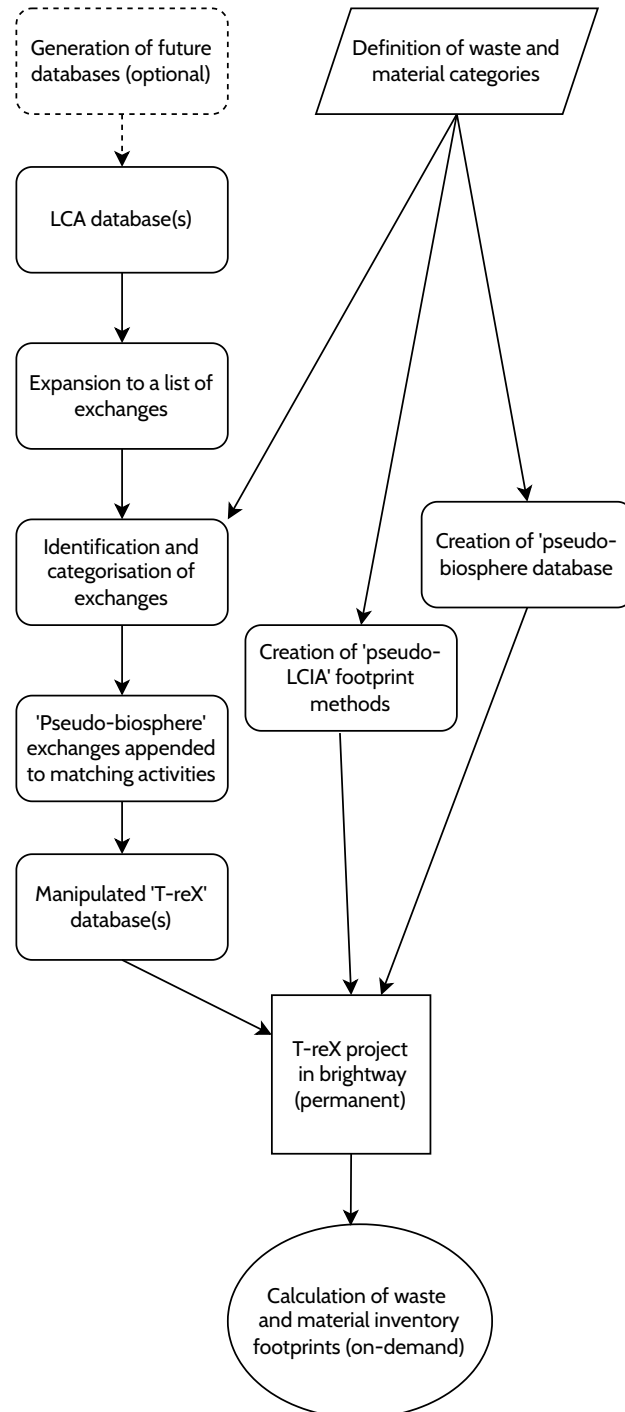 Generation of future
databases (optional)
Definition of waste and
material categories
LCA database(s)
Expansion to a list of
exchanges
Identification and
categorisation of
exchanges
Creation of 'pseudo-
biosphere database
Creation of 'pseudo-
LCIA' footprint
methods
'Pseudo-biosphere'
exchanges appended
to matching activities
Manipulated 'T-reX'
database(s)
T-reX project
in brightway
(permanent)
Calculation of waste
and material inventory
footprints (on-demand)